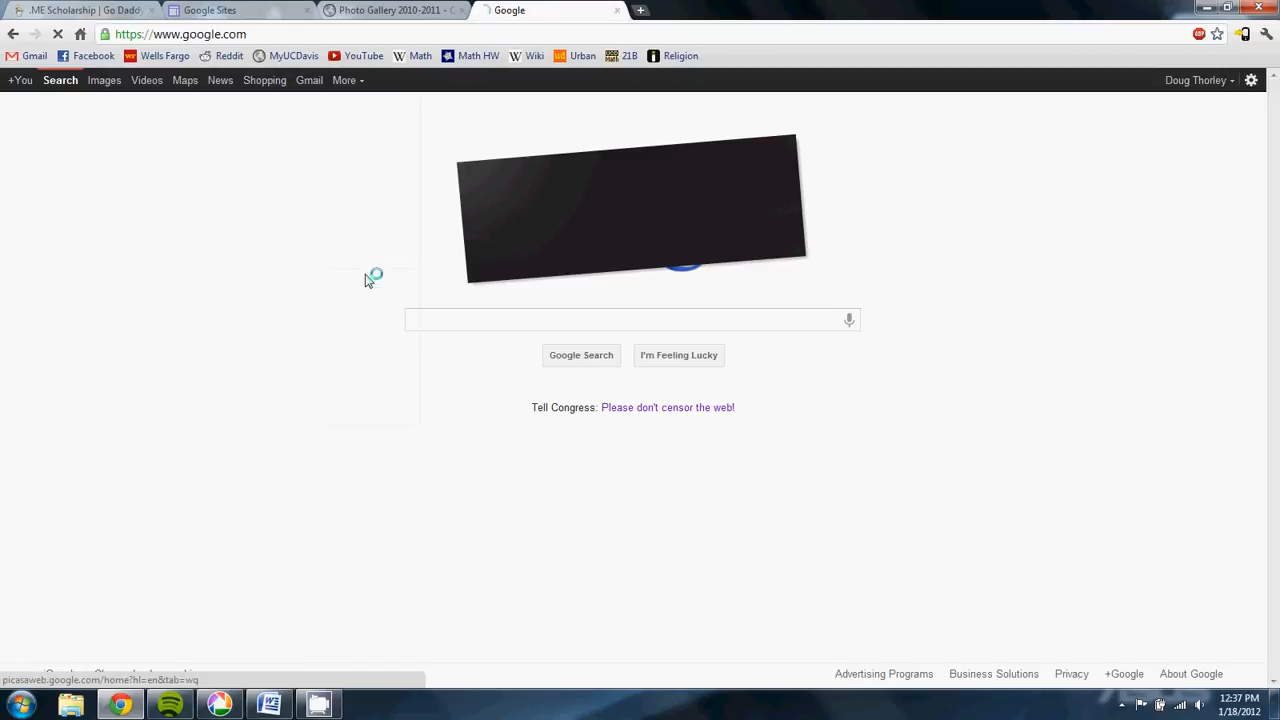 .ME Scholarship | Go Dadd
Google Sites
Photo Gallery 2010-2011 - C
Google
https://www.google.com
Gmail Facebook Wells Fargo Reddit MyUCDavis YouTube Math Math HW Wiki Urban 21B Religion
+You Search Images Videos Maps News Shopping Gmail More
Doug Thorley
Google Search
I'm Feeling Lucky
Tell Congress: Please don't censor the web!
Advertising Programs Business Solutions Privacy +Google About Google
picasaweb.google.com/home?hl=en&tab=wq
12:37 PM
1/18/2012